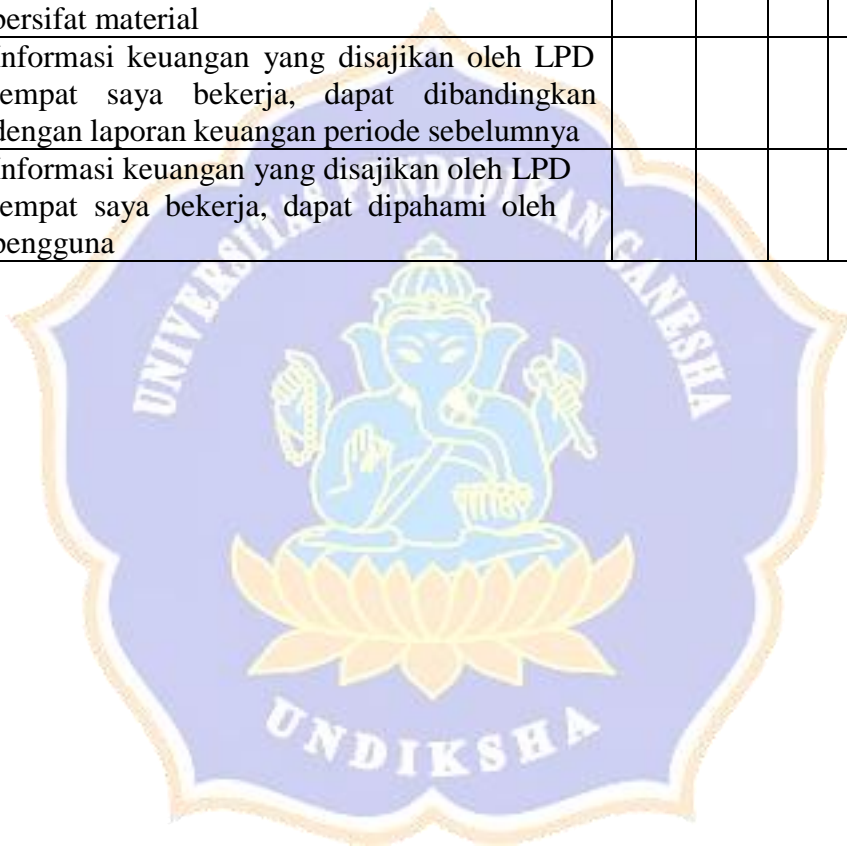 bersifat material
Informasi keuangan yang disajikan oleh LPD
tempat saya bekerja, dapat dibandingkan
dengan laporan keuangan periode sebelumnya
Informasi keuangan yang disajikan oleh LPD
tempat saya bekerja, dapat dipahami oleh
pengguna
UNIVERSITAS PENDIDIKAN GANESHA
UNDIKSHA